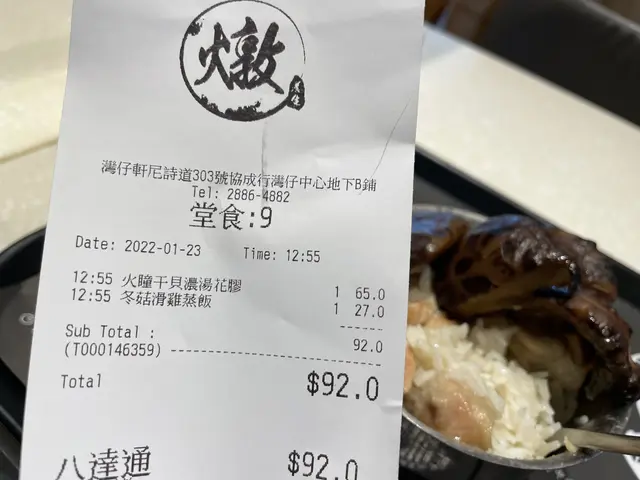 燉
灣仔軒尼詩道303號協成行灣仔中心地下B鋪
Tel: 2886-4882
堂食:9
Date: 2022-01-23 Time: 12:55
12:55 火瞳干貝濃湯花膠 1 65.0
12:55 冬菇滑雞蒸飯 1 27.0
------
Sub Total : 92.0
(T000146359) ------------------------
Total $92.0
八達通 $92.0